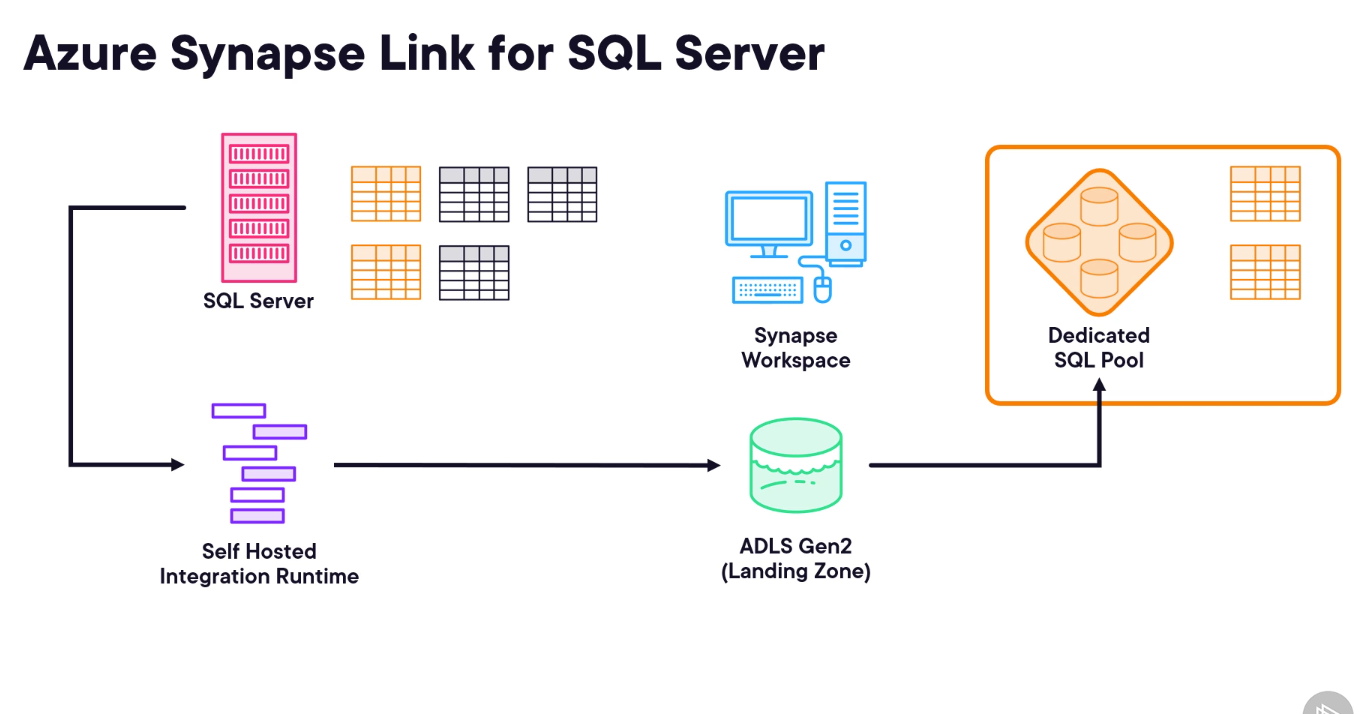 Azure Synapse Link for SQL Server
SQL Server
Synapse
Workspace
Dedicated
SQL Pool
Self Hosted
Integration Runtime
ADLS Gen2
(Landing Zone)